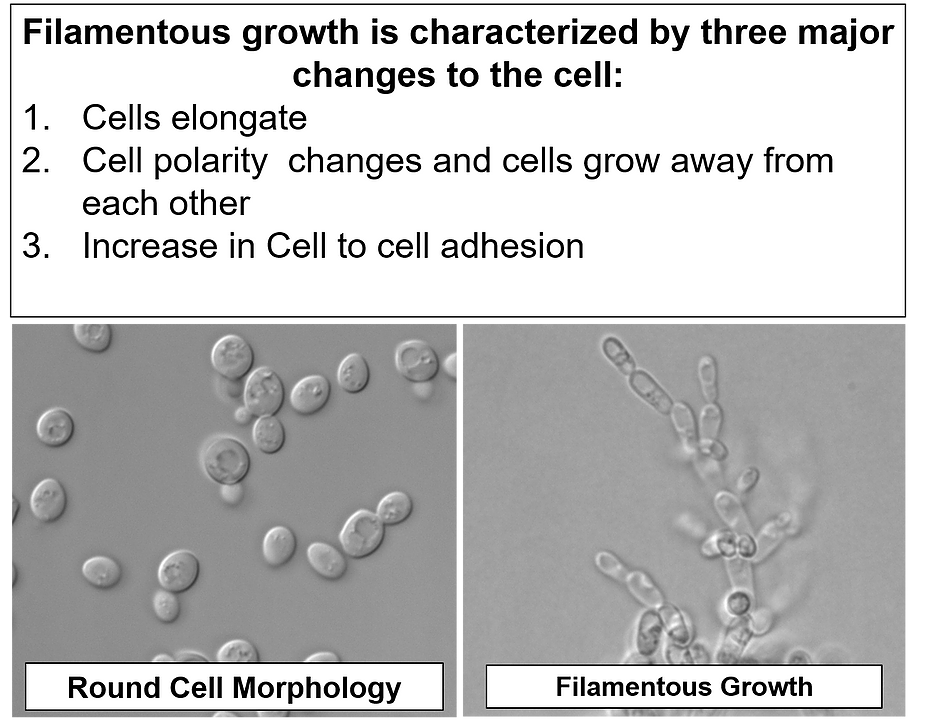 Filamentous growth is characterized by three major
changes to the cell:
1. Cells elongate
2. Cell polarity  changes and cells grow away from
each other
3. Increase in Cell to cell adhesion
Round Cell Morphology
Filamentous Growth